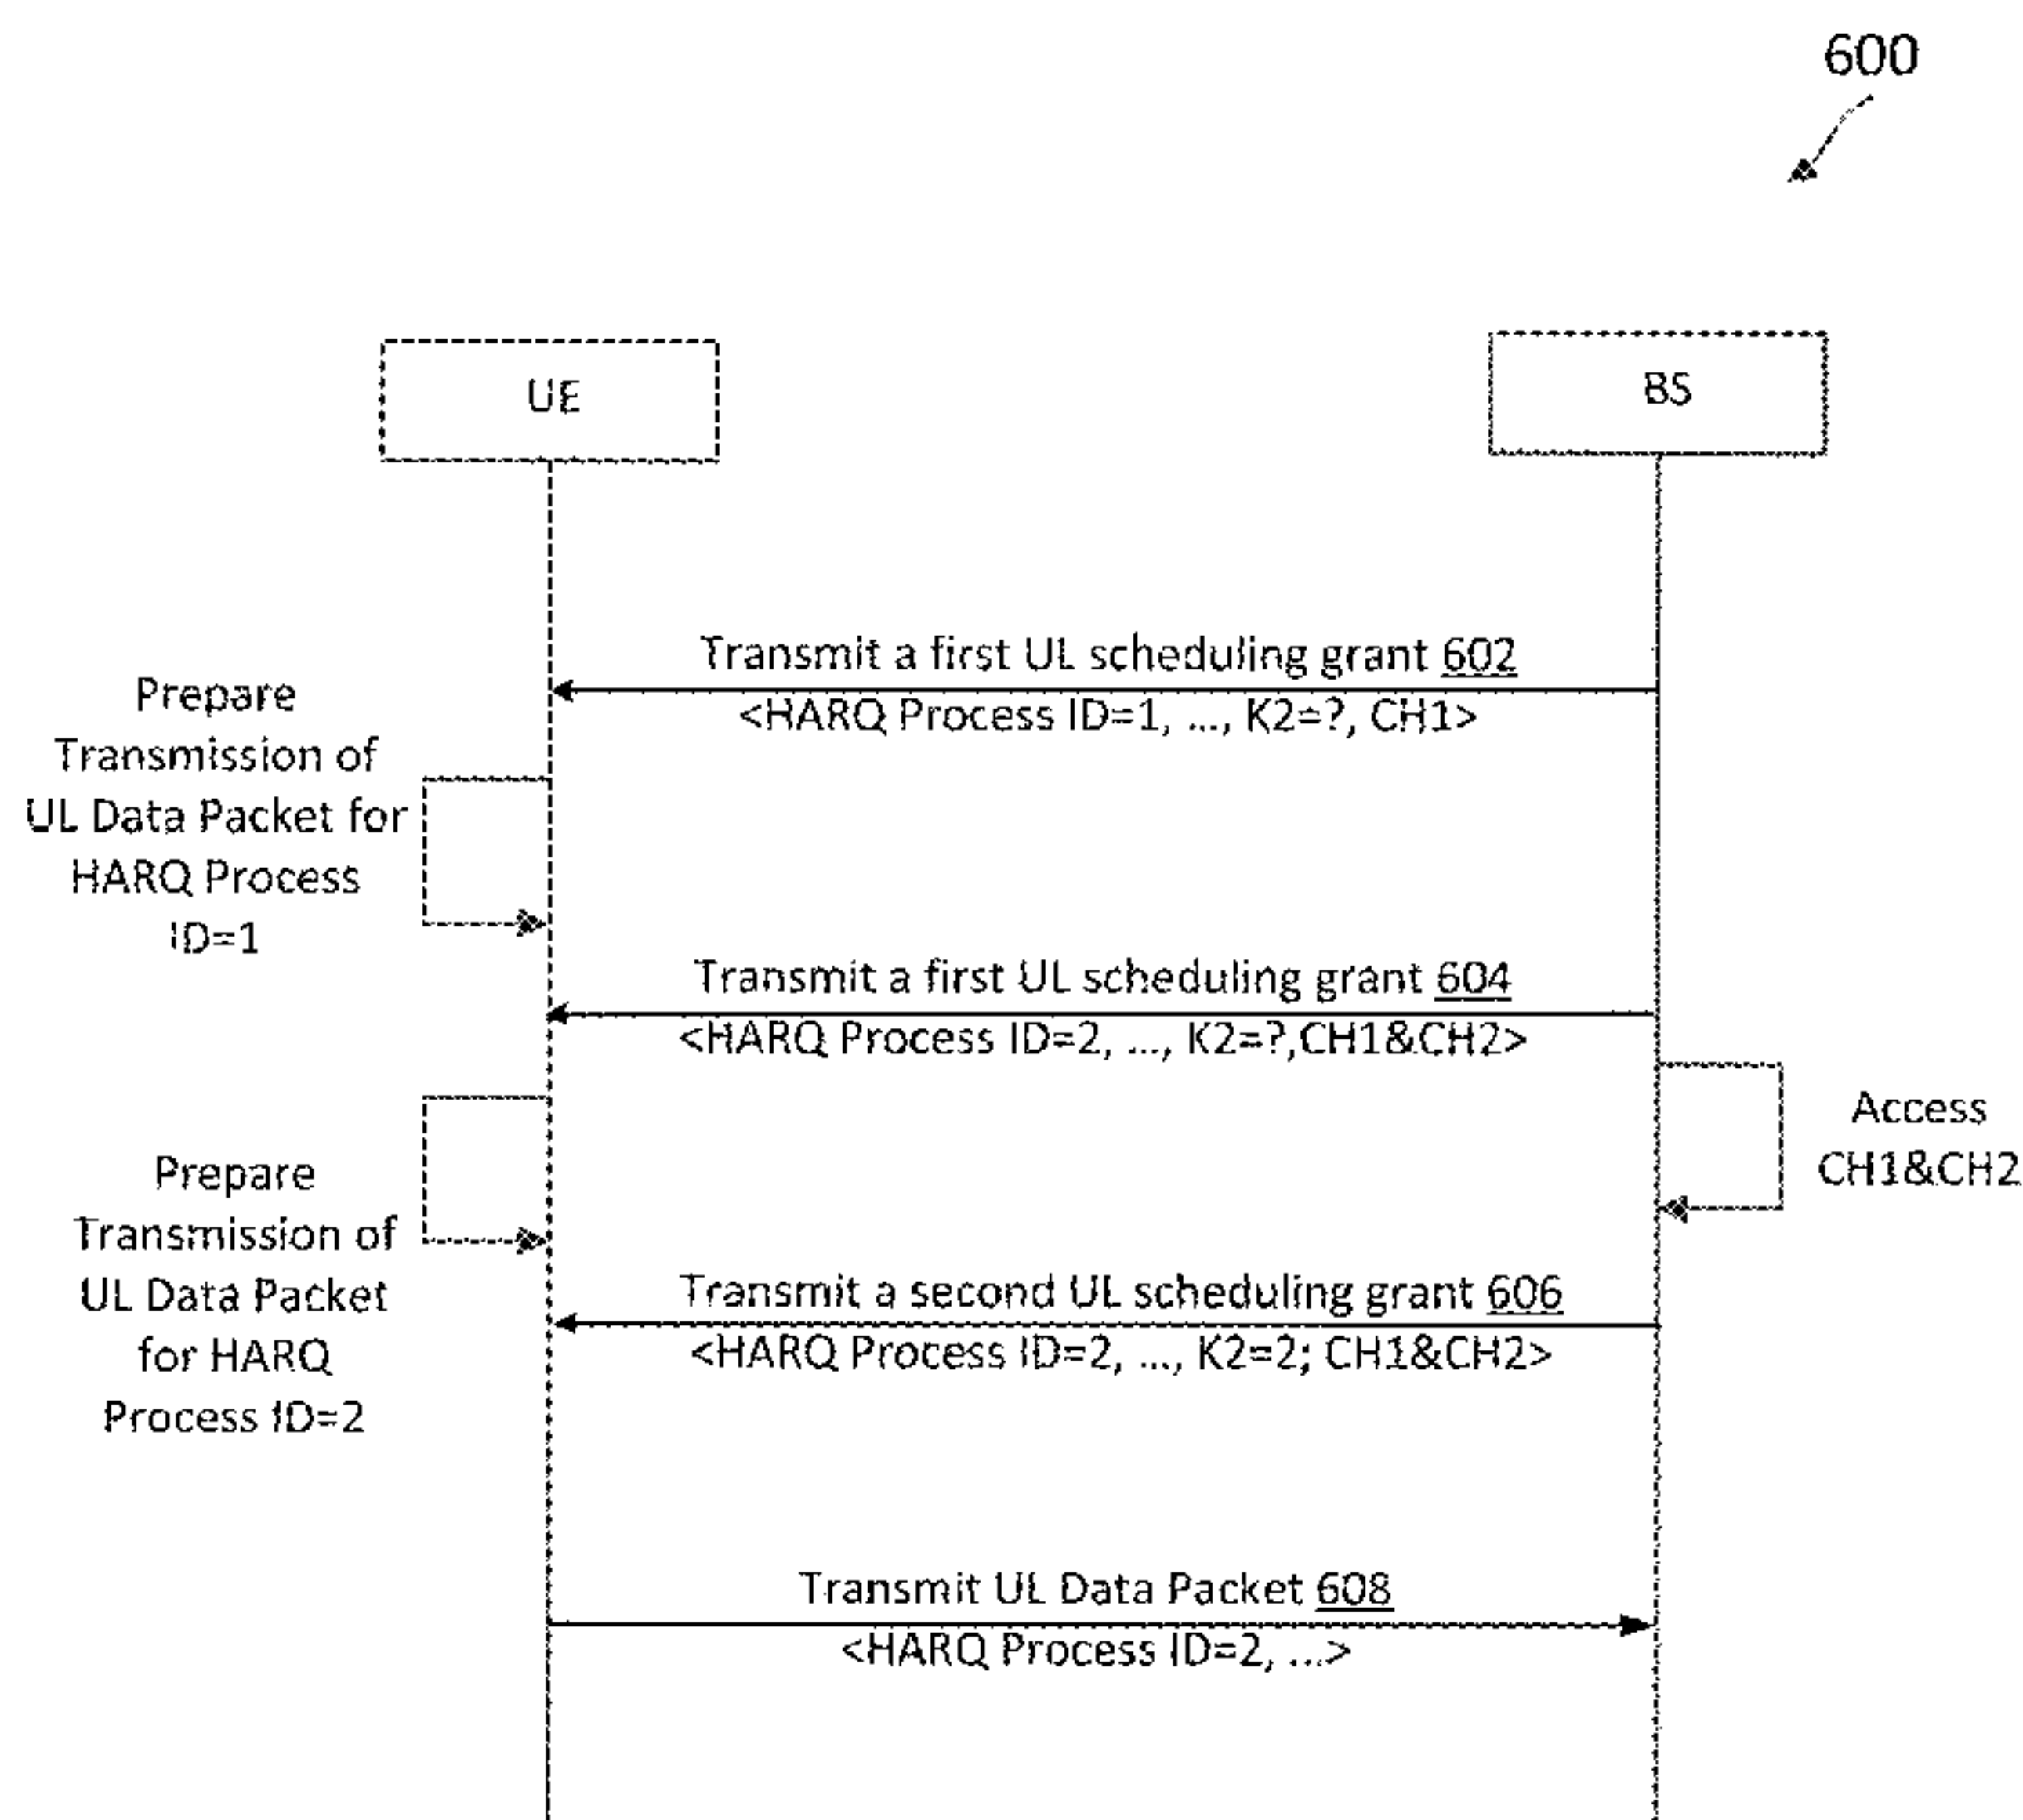 600
UE
BS
Transmit a first UL scheduling grant 602
<HARQ Process ID=1, ..., K2=?, CH1>
Prepare
Transmission of
UL Data Packet for
HARQ Process
ID=1
Transmit a first UL scheduling grant 604
<HARQ Process ID=2, ..., K2=?,CH1&CH2>
Access
CH1&CH2
Prepare
Transmission of
UL Data Packet
for HARQ
Process ID=2
Transmit a second UL scheduling grant 606
<HARQ Process ID=2, ..., K2=2; CH1&CH2>
Transmit UL Data Packet 608
<HARQ Process ID=2, ...>